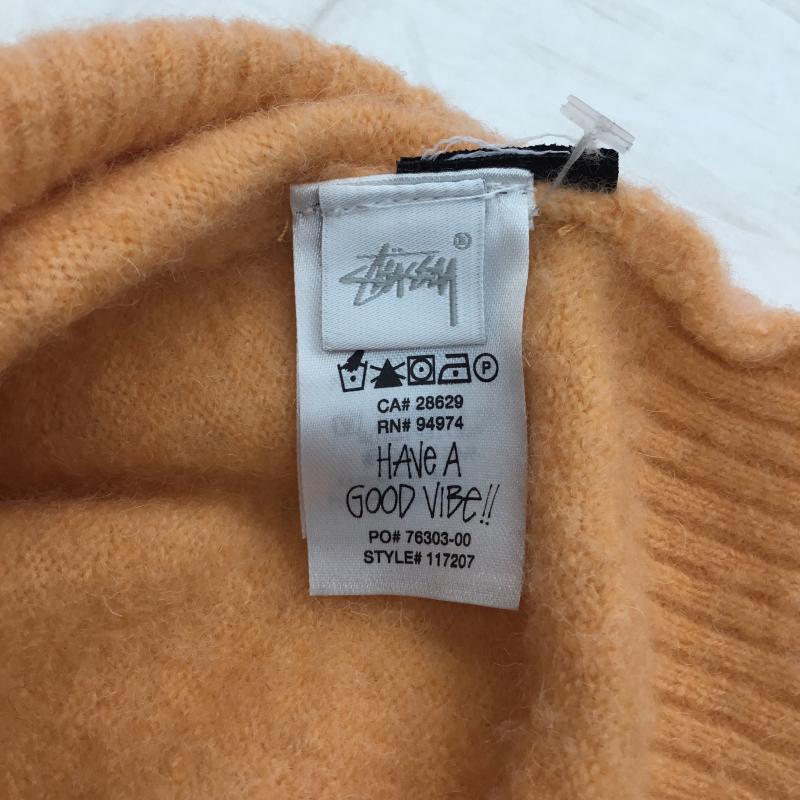 STÜSSY ®
P
CA# 28629
RN# 94974
HAVE A
GOOD VIBE!!
PO# 76303-00
STYLE# 117207